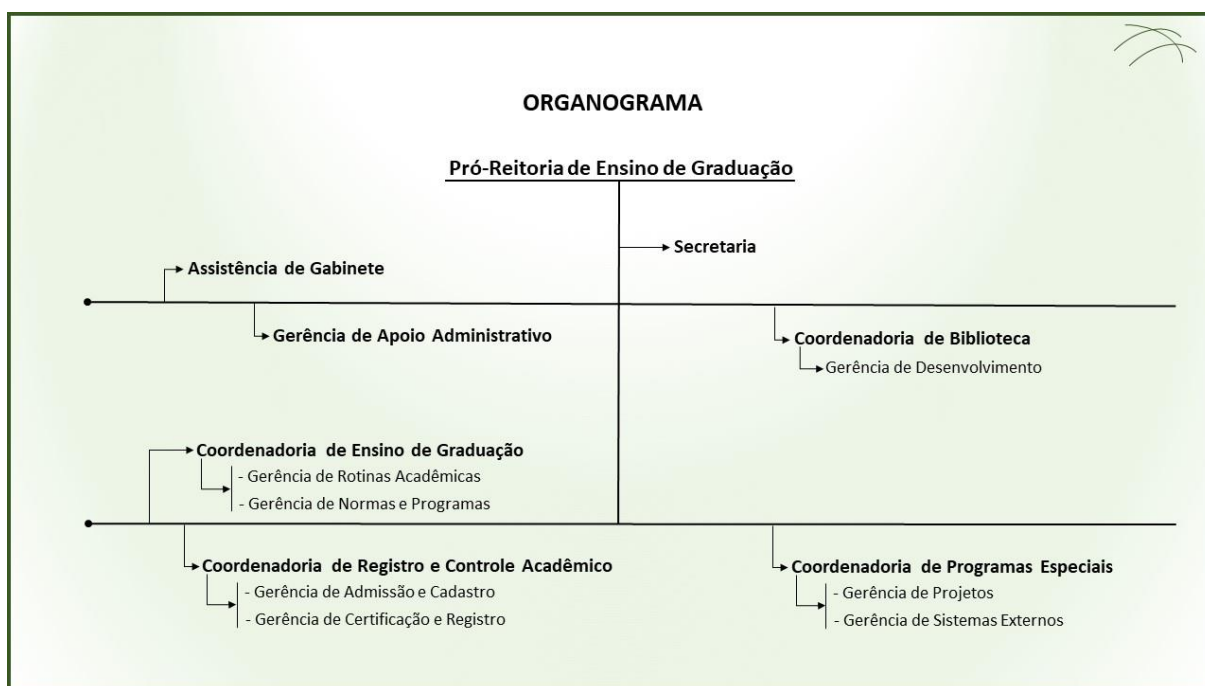 ORGANOGRAMA
Pró-Reitoria de Ensino de Graduação
Secretaria
Assistência de Gabinete
Gerência de Apoio Administrativo
Coordenadoria de Biblioteca
Gerência de Desenvolvimento
Coordenadoria de Ensino de Graduação
- Gerência de Rotinas Acadêmicas
- Gerência de Normas e Programas
Coordenadoria de Registro e Controle Acadêmico
- Gerência de Admissão e Cadastro
- Gerência de Certificação e Registro
Coordenadoria de Programas Especiais
- Gerência de Projetos
- Gerência de Sistemas Externos